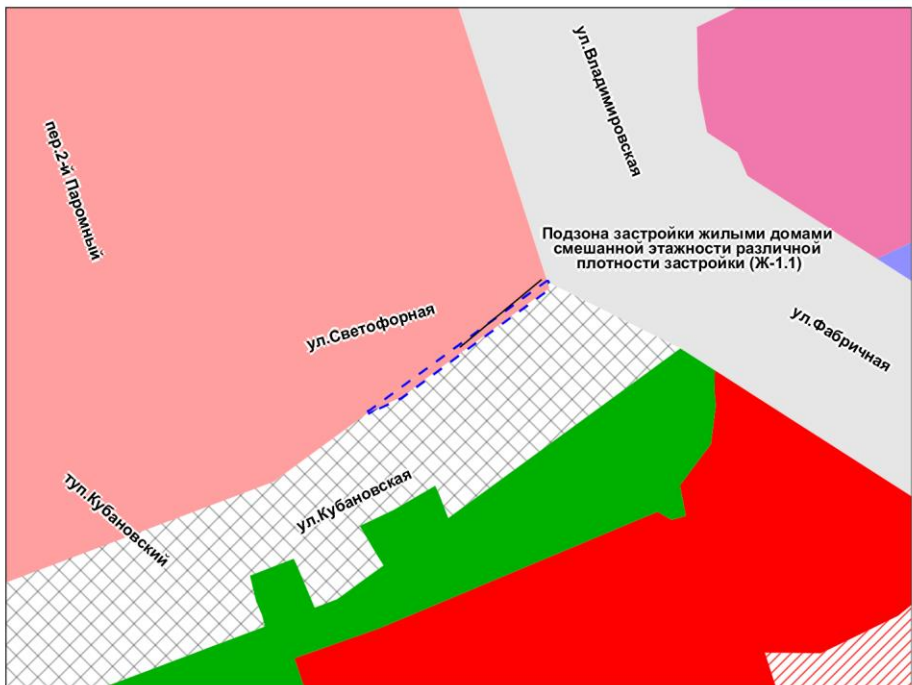 ул.Владимировская
пер.2-й Паромный
Подзона застройки жилыми домами
смешанной этажности различной
плотности застройки (Ж-1.1)
ул.Светофорная
ул.Фабричная
ул.Кубановская
туп.Кубановский